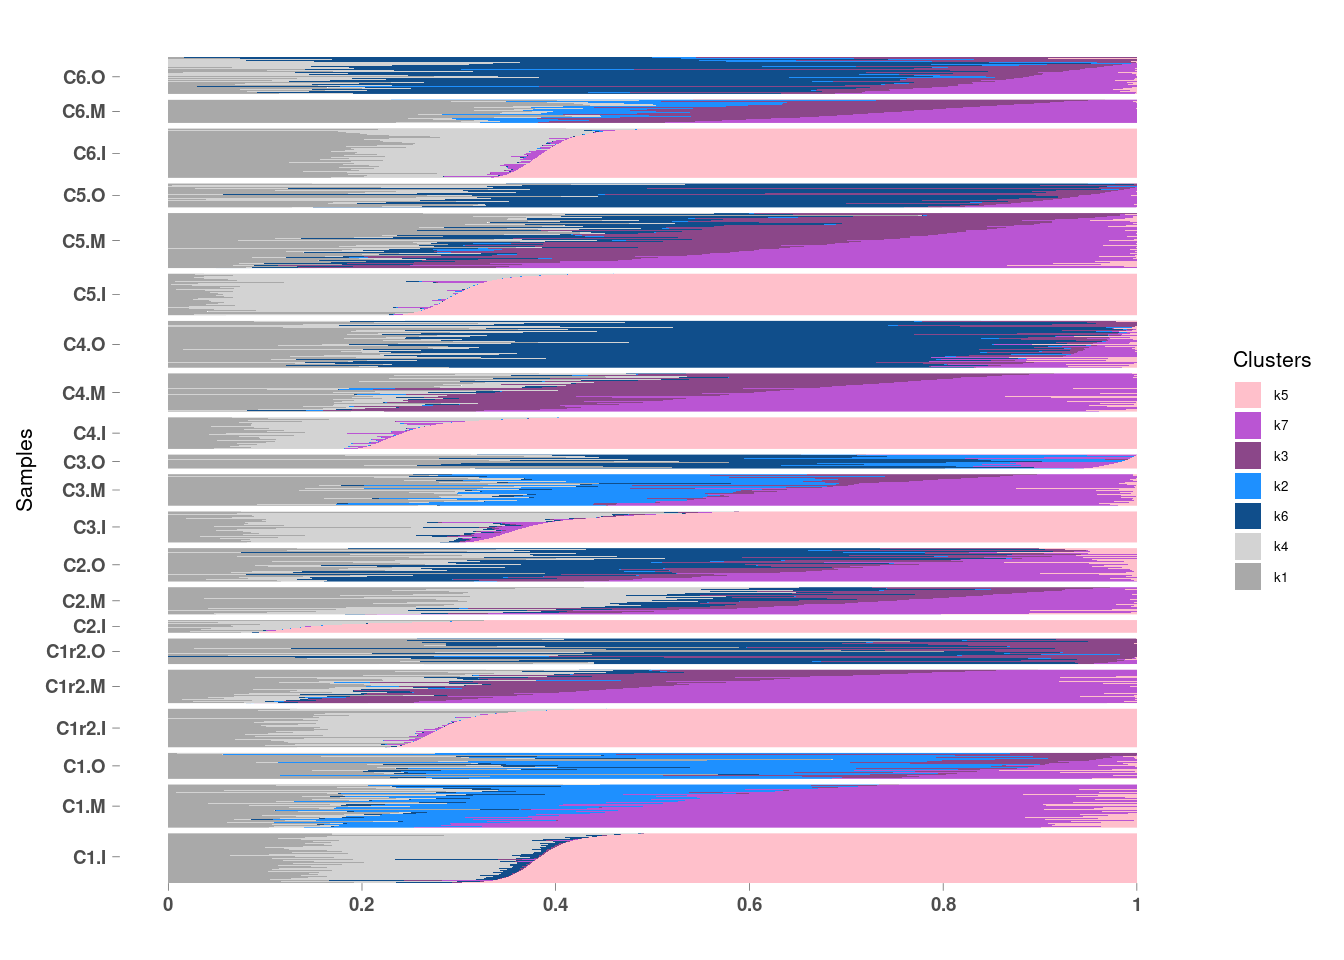 C6.O
C6.M
C6.I
C5.O
C5.M
C5.I
C4.O
C4.M
C4.I
C3.O
C3.M
C3.I
C2.O
C2.M
C2.I
C1r2.O
C1r2.M
C1r2.I
C1.O
C1.M
C1.I
Samples
0 0.2 0.4 0.6 0.8 1
Clusters
k5
k7
k3
k2
k6
k4
k1